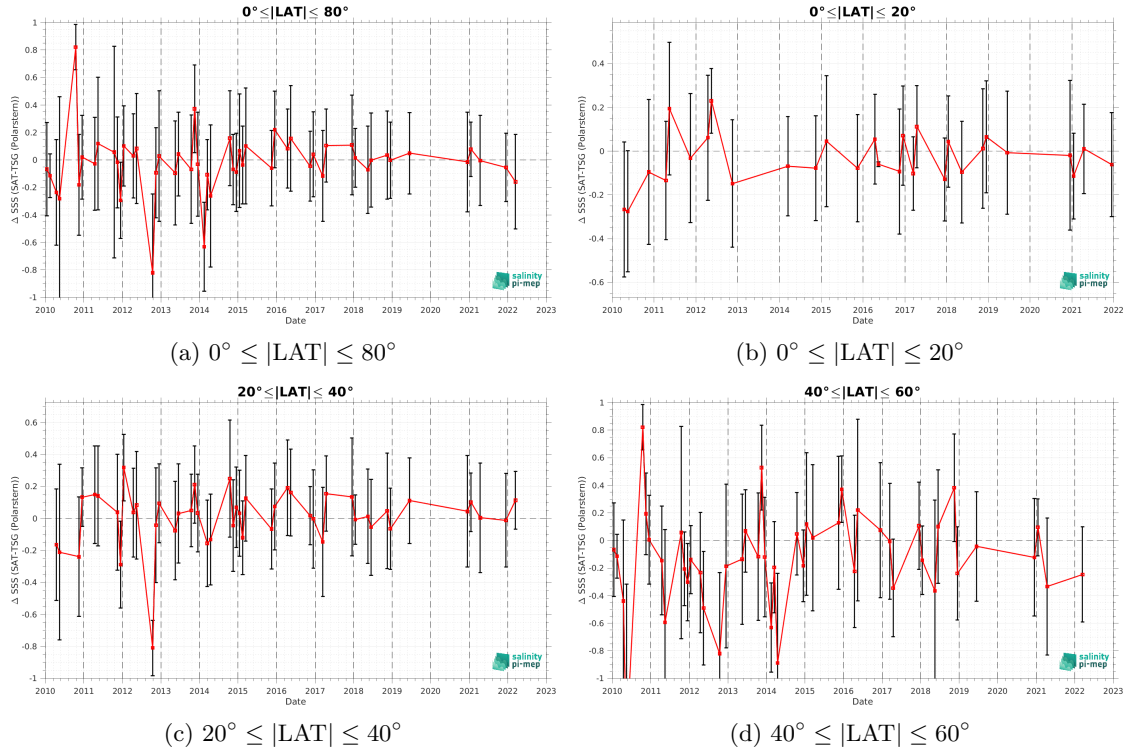 0°≤|LAT|≤ 80°
Δ SSS (SAT-TSG (Polarstern))
1
0.8
0.6
0.4
0.2
0
-0.2
-0.4
-0.6
-0.8
-1
2010 2011 2012 2013 2014 2015 2016 2017 2018 2019 2020 2021 2022 2023
Date
salinity
pi-mep
(a) 0° ≤ |LAT| ≤ 80°
0°≤|LAT|≤ 20°
Δ SSS (SAT-TSG (Polarstern))
0.4
0.2
0
-0.2
-0.4
-0.6
2010 2011 2012 2013 2014 2015 2016 2017 2018 2019 2020 2021 2022
Date
salinity
pi-mep
(b) 0° ≤ |LAT| ≤ 20°
20°≤|LAT|≤ 40°
Δ SSS (SAT-TSG (Polarstern))
0.6
0.4
0.2
0
-0.2
-0.4
-0.6
-0.8
2010 2011 2012 2013 2014 2015 2016 2017 2018 2019 2020 2021 2022 2023
Date
salinity
pi-mep
(c) 20° ≤ |LAT| ≤ 40°
40°≤|LAT|≤ 60°
Δ SSS (SAT-TSG (Polarstern))
1
0.8
0.6
0.4
0.2
0
-0.2
-0.4
-0.6
-0.8
-1
2010 2011 2012 2013 2014 2015 2016 2017 2018 2019 2020 2021 2022 2023
Date
salinity
pi-mep
(d) 40° ≤ |LAT| ≤ 60°